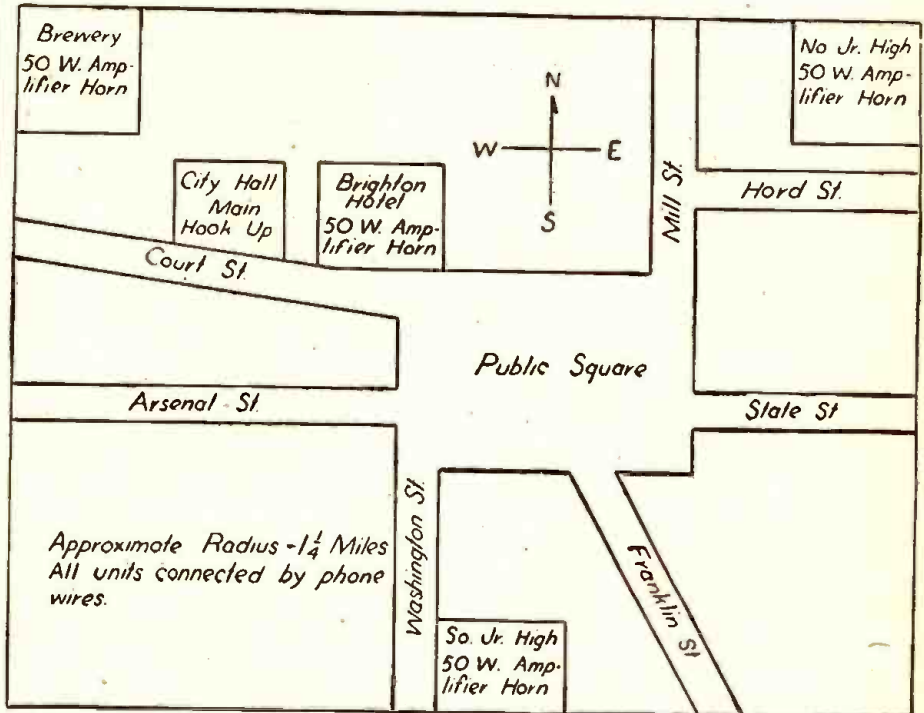 Brewery
50 W. Amp-
lifier Horn
No Jr. High
50 W. Amp-
lifier Horn
N
W
E
S
City Hall
Main
Hook Up
Brighton
Hotel
50 W. Amp-
lifier Horn
Mill St.
Hord St.
Court St.
Public Square
Arsenal St.
State St
Approximate Radius - 1 1/4 Miles
All units connected by phone
wires.
Washington St.
Franklin St
So. Jr. High
50 W. Amp-
lifier Horn